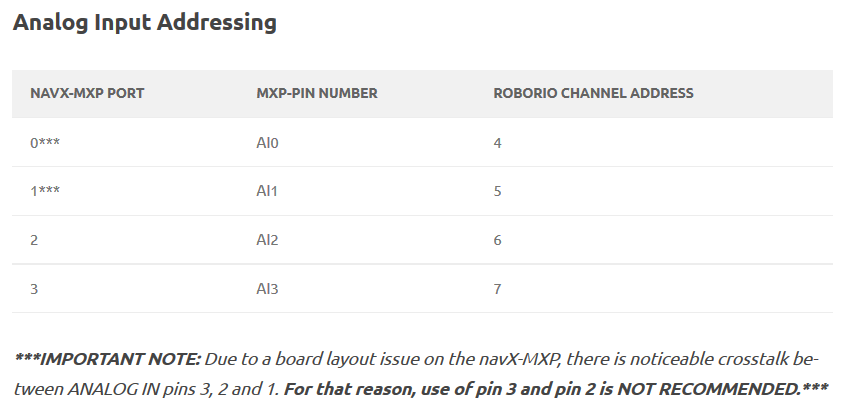 Analog Input Addressing
NAVX-MXP PORT MXP-PIN NUMBER ROBORIO CHANNEL ADDRESS
0*** AI0 4
1*** AI1 5
2 AI2 6
3 AI3 7
***IMPORTANT NOTE: Due to a board layout issue on the navX-MXP, there is noticeable crosstalk be-
tween ANALOG IN pins 3, 2 and 1. For that reason, use of pin 3 and pin 2 is NOT RECOMMENDED.***